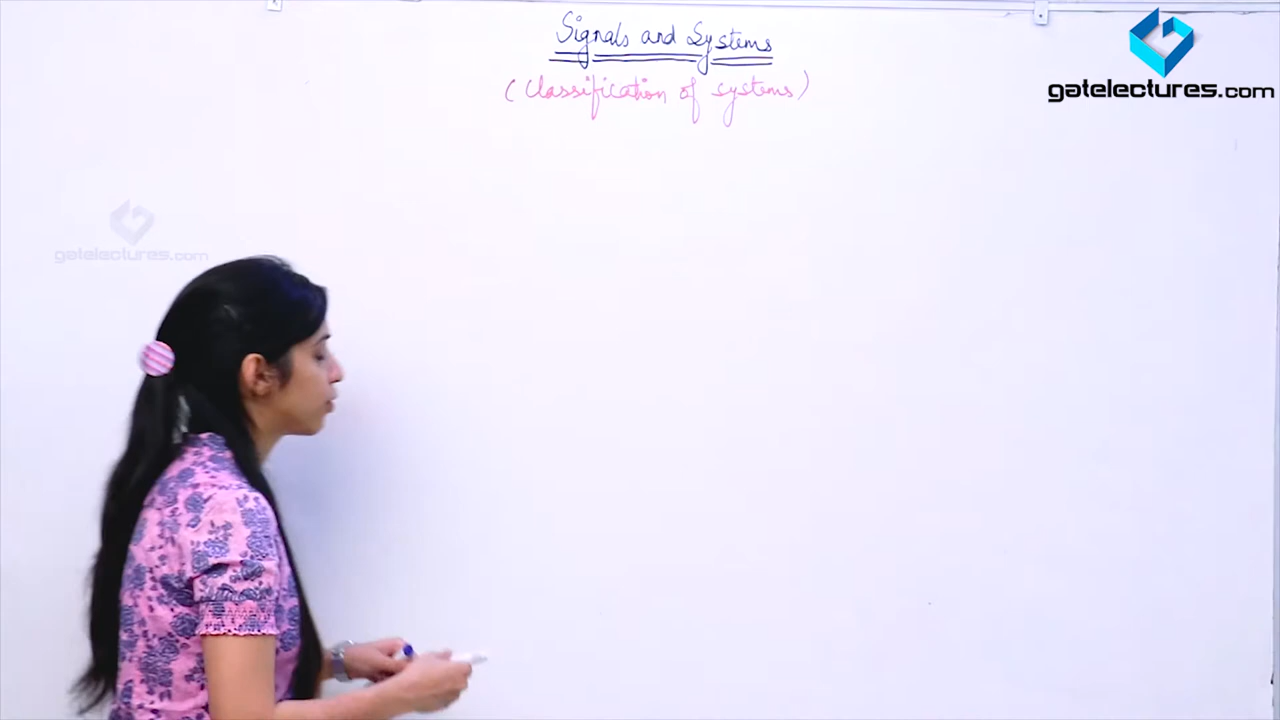 Signals and Systems
(Classification of systems)
gatelectures.com
gatelectures.com